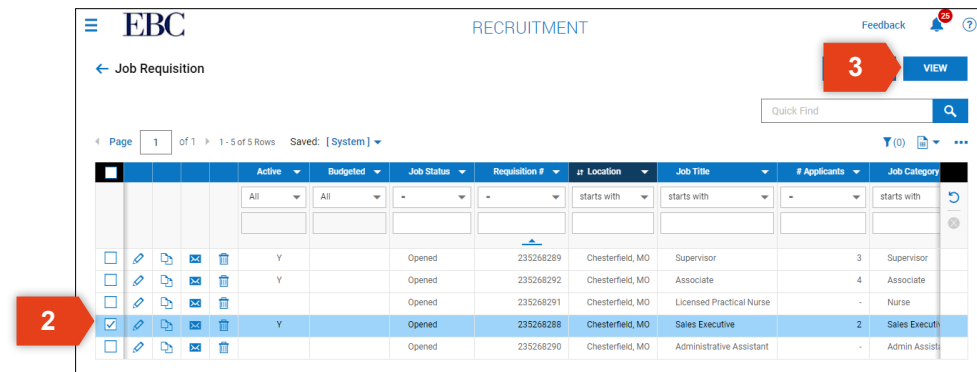 EBC RECRUITMENT Feedback 25 ?
Job Requisition 3 VIEW
Quick Find
Page 1 of 1 1 - 5 of 5 Rows Saved: [ System ] (0)
Active Budgeted Job Status Requisition # Location Job Title # Applicants Job Category
All All = = starts with starts with = starts with
Y Opened 235268289 Chesterfield, MO Supervisor 3 Supervisor
Y Opened 235268292 Chesterfield, MO Associate 4 Associate
Opened 235268291 Chesterfield, MO Licensed Practical Nurse - Nurse
2 Y Opened 235268288 Chesterfield, MO Sales Executive 2 Sales Executiv
Opened 235268290 Chesterfield, MO Administrative Assistant - Admin Assista